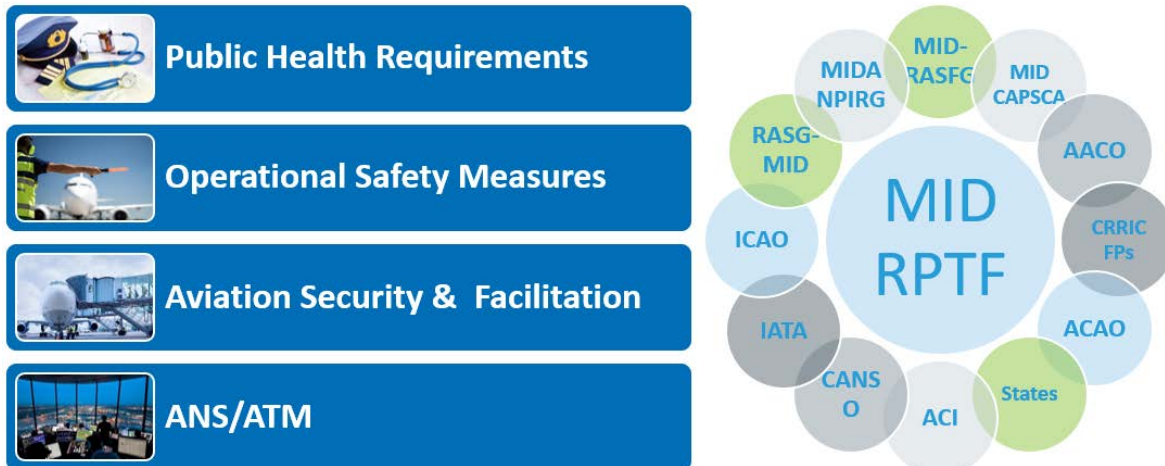 Public Health Requirements
Operational Safety Measures
Aviation Security & Facilitation
ANS/ATM
MID
RPTF
MID-
RASFG
MID
CAPSCA
AACO
CRRIC
FPs
ACAO
States
ACI
CANS
O
IATA
ICAO
RASG-
MID
MIDA
NPIRG